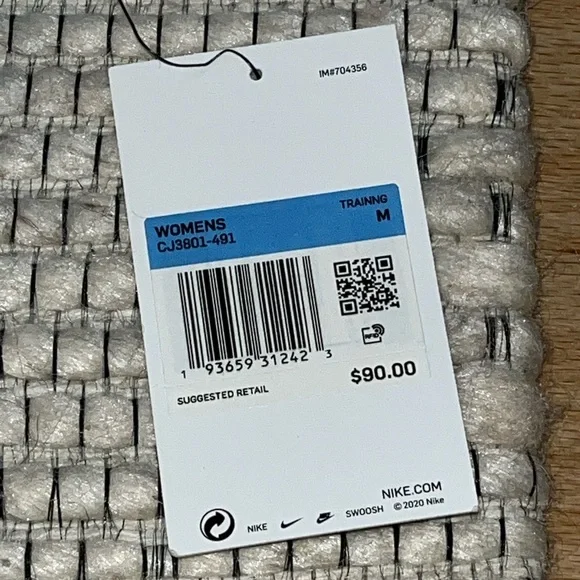 IM#704356
WOMENS TRAINNG
CJ3801-491 M
1 93659 31242 3
RFID
SUGGESTED RETAIL $90.00
NIKE.COM
NIKE SWOOSH © 2020 Nike